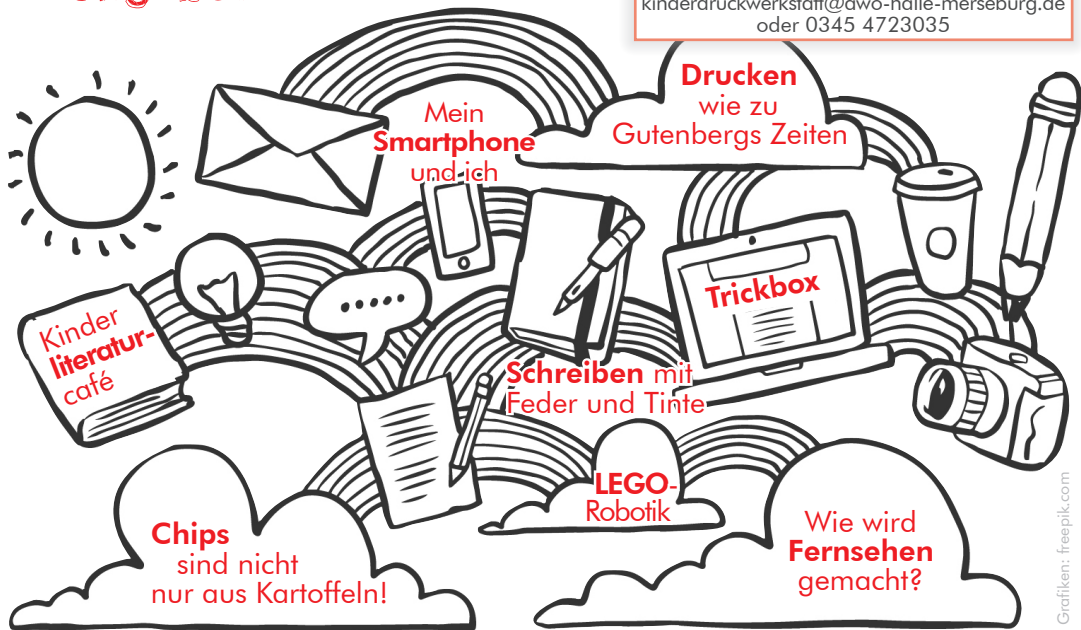 kinderdruckwerkstatt@awo-halle-merseburg.de
oder 0345 4723035
Drucken
wie zu
Gutenbergs Zeiten
Mein
Smartphone
und ich
Trickbox
Kinder
literatur-
café
Schreiben mit
Feder und Tinte
LEGO-
Robotik
Chips
sind nicht
nur aus Kartoffeln!
Wie wird
Fernsehen
gemacht?
Grafiken: freepik.com